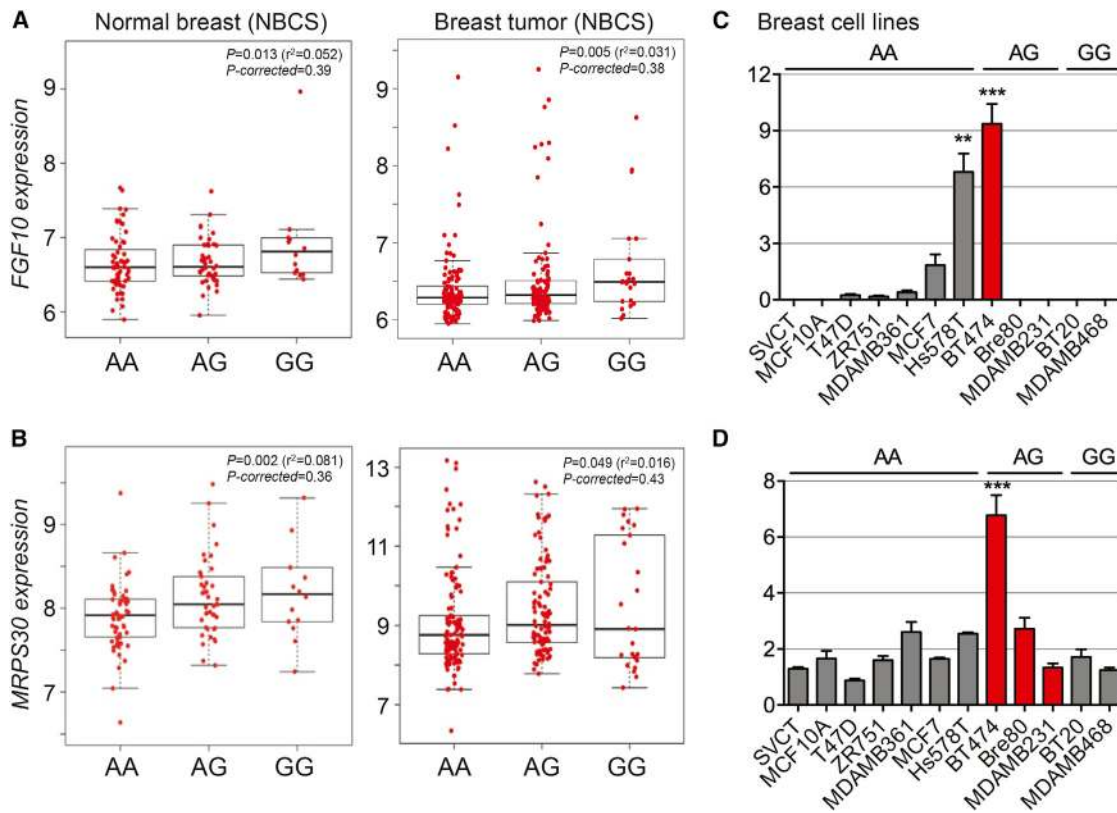 A
Normal breast (NBCS)
P=0.013 (r²=0.052)
P-corrected=0.39
FGF10 expression
9
8
7
6
AA AG GG
Breast tumor (NBCS)
P=0.005 (r²=0.031)
P-corrected=0.38
9
8
7
6
AA AG GG
B
P=0.002 (r²=0.081)
P-corrected=0.36
MRPS30 expression
9
8
7
AA AG GG
P=0.049 (r²=0.016)
P-corrected=0.43
13
11
9
7
AA AG GG
C Breast cell lines
AA AG GG
12
9
6
3
0
** ***
SVCT MCF10A T47D ZR751 MDAMB361 MCF7 Hs578T BT474 Bre80 MDAMB231 BT20 MDAMB468
D
AA AG GG
8
6
4
2
0
***
SVCT MCF10A T47D ZR751 MDAMB361 MCF7 Hs578T BT474 Bre80 MDAMB231 BT20 MDAMB468